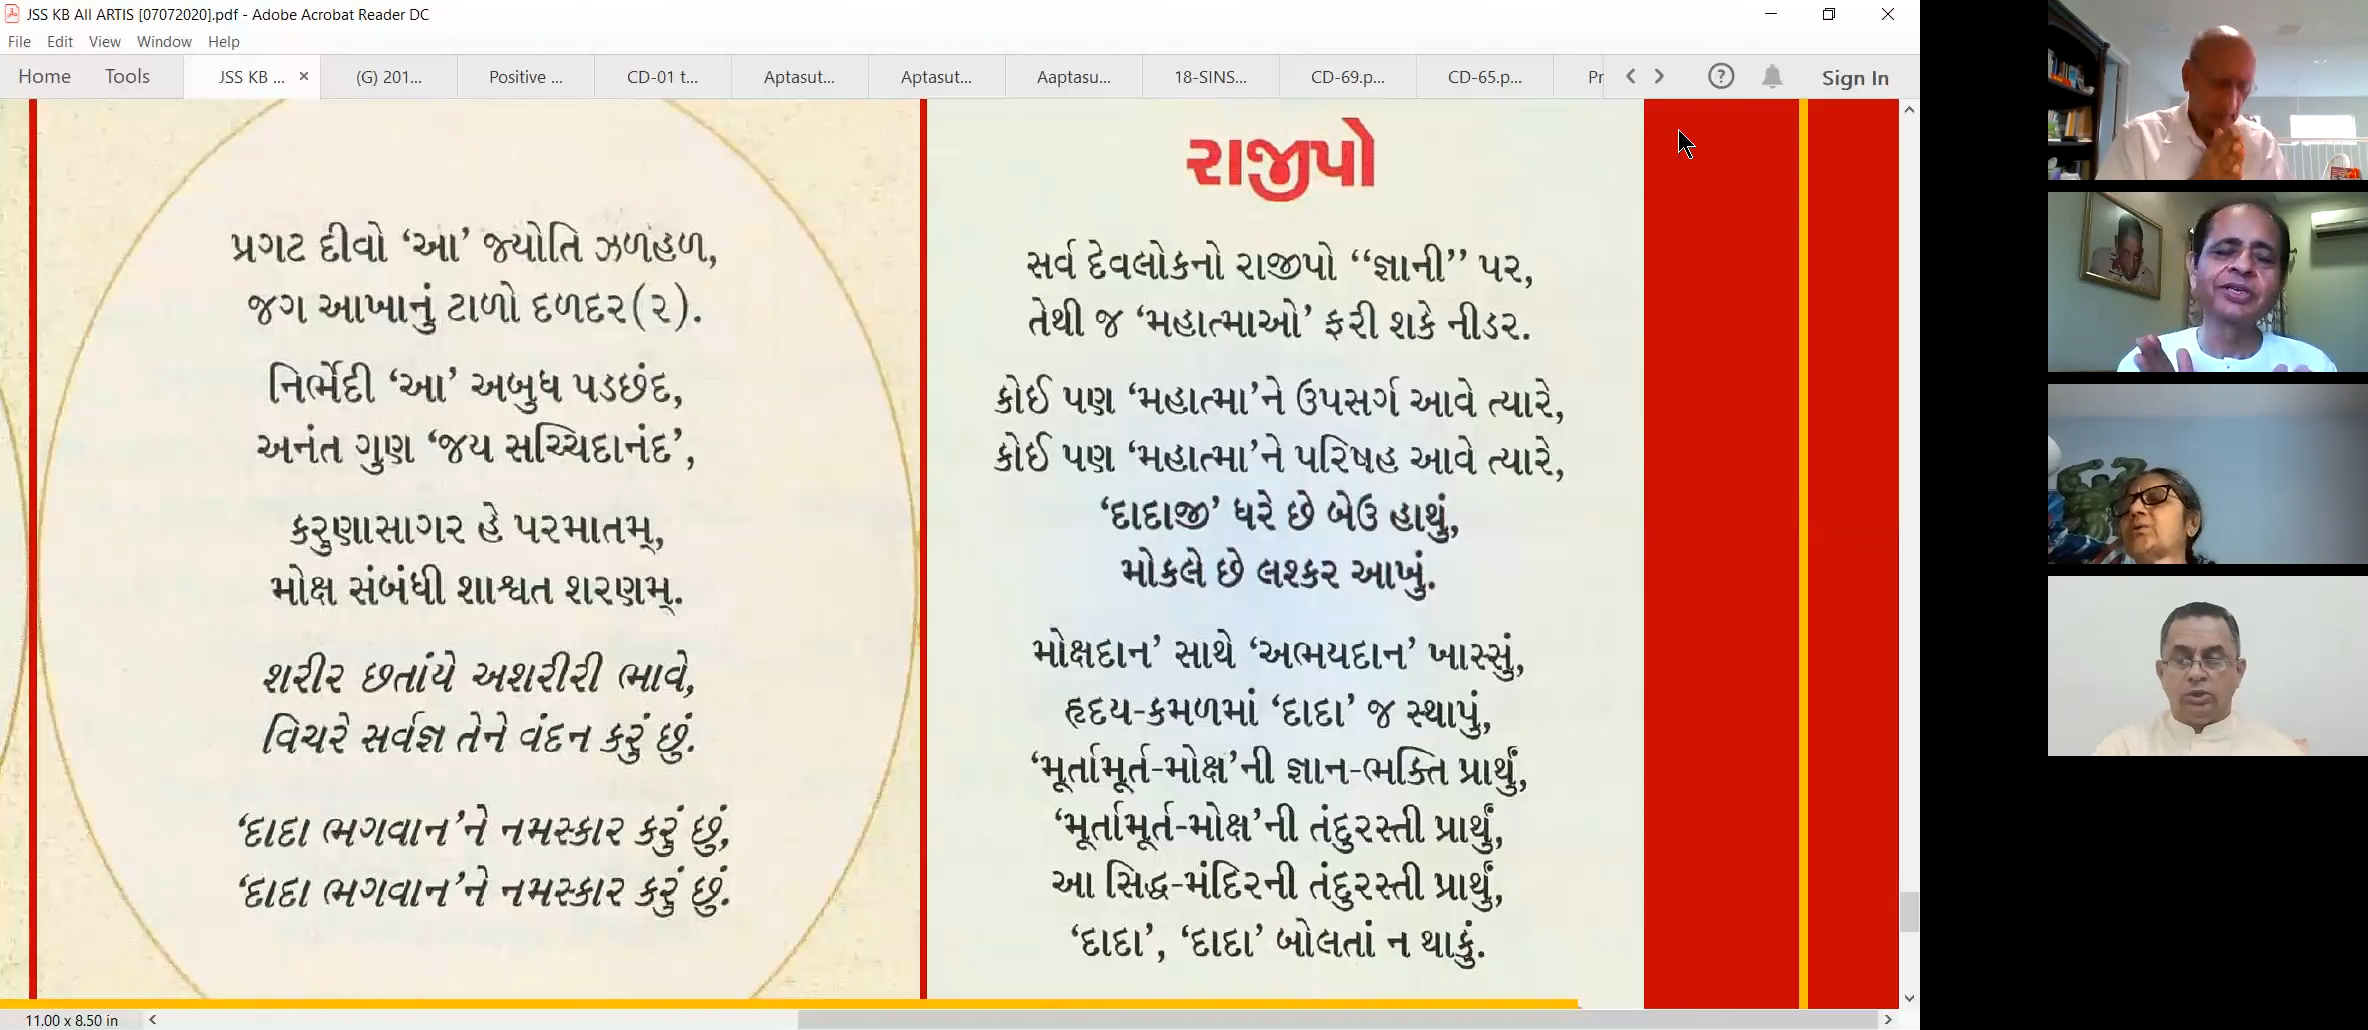 JSS KB All ARTIS [07072020].pdf - Adobe Acrobat Reader DC
File Edit View Window Help
Home Tools JSS KB ... × (G) 201... Positive ... CD-01 t... Aptasut... Aptasut... Aaptasu... 18-SINS... CD-69.p... CD-65.p... Pr Sign In
પ્રગટ દીવો ‘આ’ જ્યોતિ ઝળહળ,
જગ આખાનું ટાળો દળદર(ર).
નિર્ભેદી ‘આ’ અબુધ પડછંદ,
અનંત ગુણ ‘જય સચ્ચિદાનંદ’,
કરુણાસાગર હે પરમાતમ્,
મોક્ષ સંબંધી શાશ્વત શરણમ્.
શરીર છતાંયે અશરીરી ભાવે,
વિચરે સર્વજ્ઞ તેને વંદન કરું છું.
‘દાદા ભગવાન’ને નમસ્કાર કરું છું,
‘દાદા ભગવાન’ને નમસ્કાર કરું છું.
રાજીપો
સર્વ દેવલોકનો રાજીપો ‘‘જ્ઞાની’’ પર,
તેથી જ ‘મહાત્માઓ’ ફરી શકે નીડર.
કોઈ પણ ‘મહાત્મા’ને ઉપસર્ગ આવે ત્યારે,
કોઈ પણ ‘મહાત્મા’ને પરિષહ આવે ત્યારે,
‘દાદાજી’ ધરે છે બેઉ હાથું,
મોકલે છે લશ્કર આખું.
મોક્ષદાન’ સાથે ‘અભયદાન’ ખાસ્સું,
હૃદય-કમળમાં ‘દાદા’ જ સ્થાપું,
‘મૂર્તામૂર્ત-મોક્ષ’ની જ્ઞાન-ભક્તિ પ્રાર્થું,
‘મૂર્તામૂર્ત-મોક્ષ’ની તંદુરસ્તી પ્રાર્થું,
આ સિદ્ધ-મંદિરની તંદુરસ્તી પ્રાર્થું,
‘દાદા’, ‘દાદા’ બોલતાં ન થાકું.
11.00 x 8.50 in